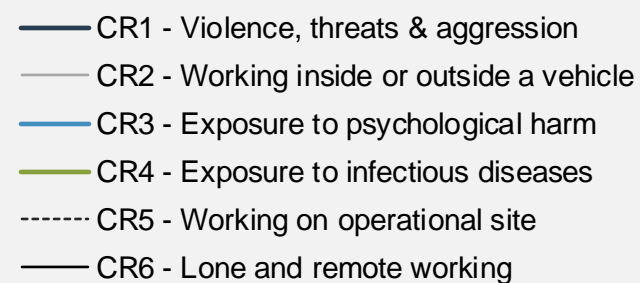 CR1 - Violence, threats & aggression
CR2 - Working inside or outside a vehicle
CR3 - Exposure to psychological harm
CR4 - Exposure to infectious diseases
CR5 - Working on operational site
CR6 - Lone and remote working